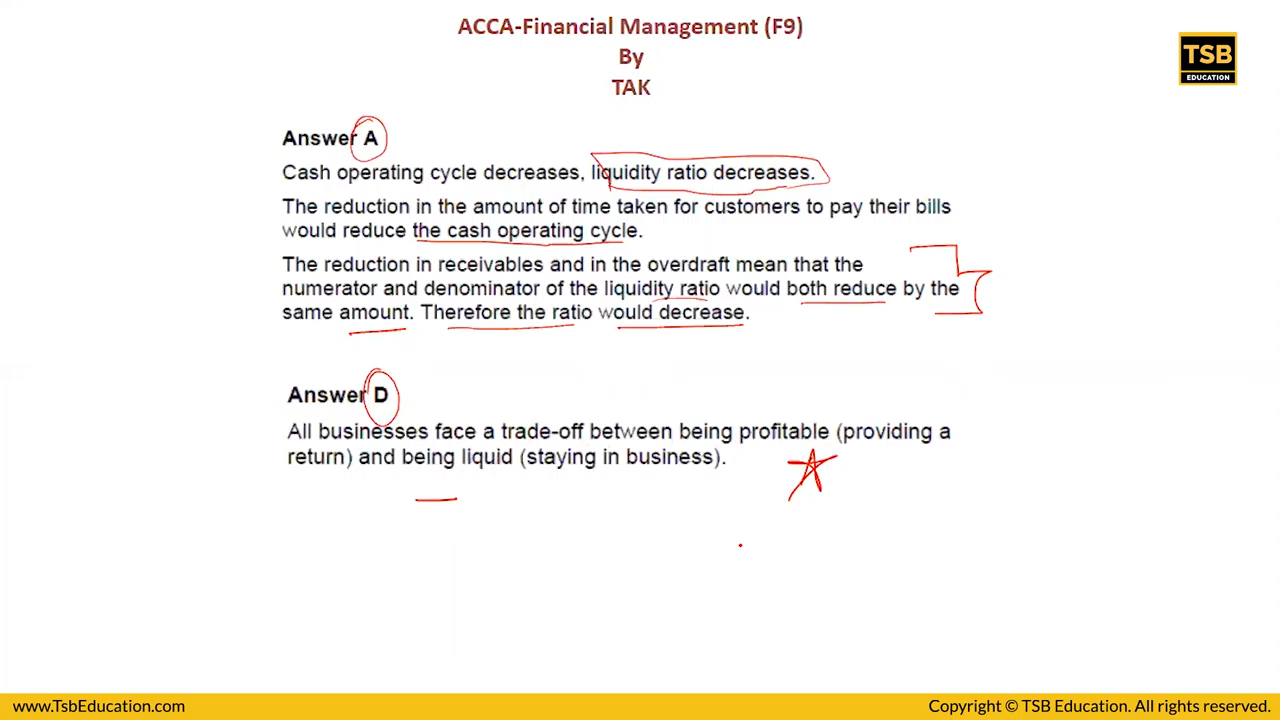 ACCA-Financial Management (F9)
By
TAK
TSB
EDUCATION
Answer A
Cash operating cycle decreases, liquidity ratio decreases.
The reduction in the amount of time taken for customers to pay their bills
would reduce the cash operating cycle.
The reduction in receivables and in the overdraft mean that the
numerator and denominator of the liquidity ratio would both reduce by the
same amount. Therefore the ratio would decrease.
Answer D
All businesses face a trade-off between being profitable (providing a
return) and being liquid (staying in business).
www.TsbEducation.com
Copyright © TSB Education. All rights reserved.